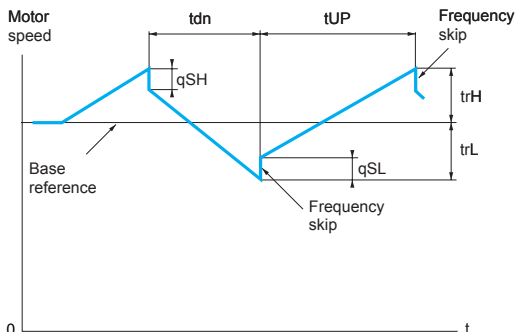 Motor
speed
tdn
tUP
Frequency
skip
qSH
trH
Base
reference
trL
qSL
Frequency
skip
0
t